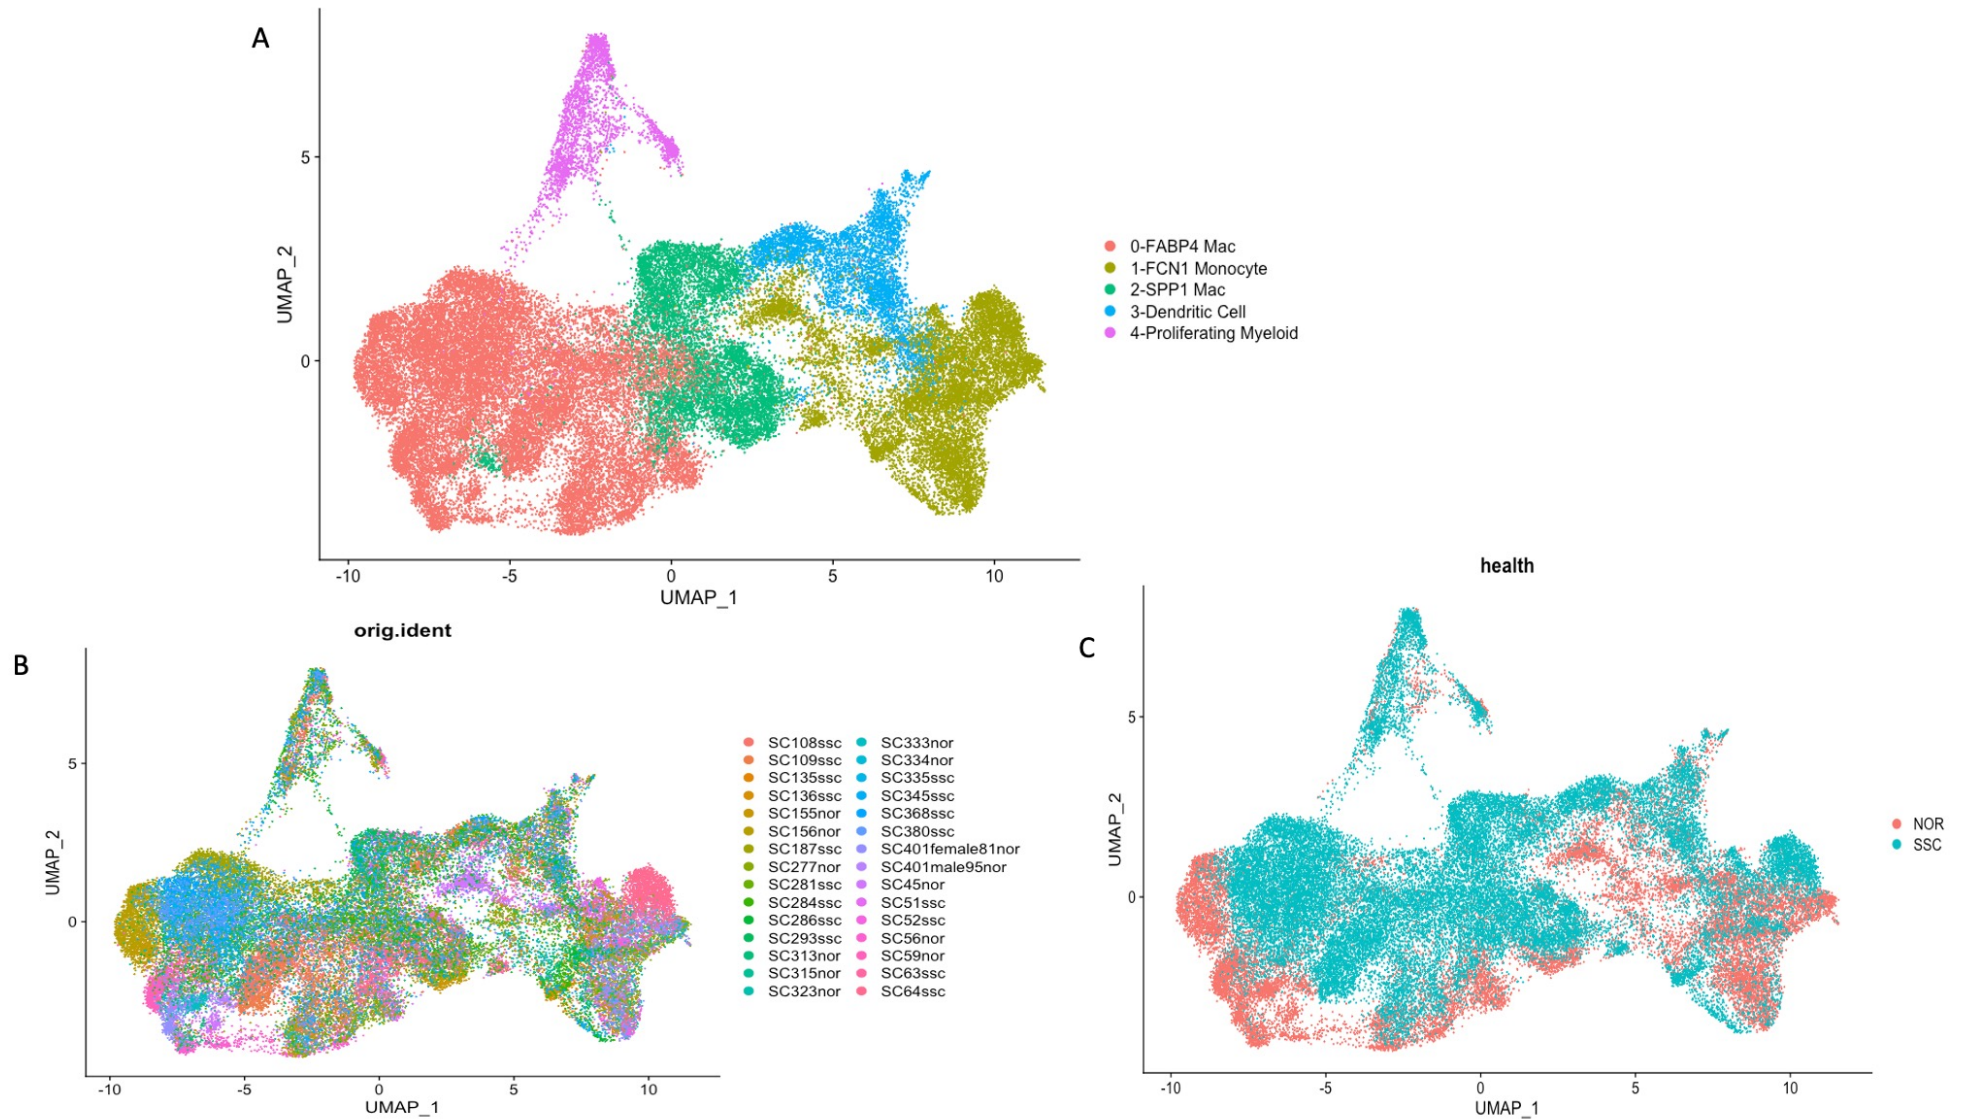 A
5
0
UMAP_2
-10
-5
0
5
10
UMAP_1
0-FABP4 Mac
1-FCN1 Monocyte
2-SPP1 Mac
3-Dendritic Cell
4-Proliferating Myeloid
B
orig.ident
5
0
UMAP_2
-10
-5
0
5
10
UMAP_1
SC108ssc
SC109ssc
SC135ssc
SC136ssc
SC155nor
SC156nor
SC187ssc
SC277nor
SC281ssc
SC284ssc
SC286ssc
SC293ssc
SC313nor
SC315nor
SC323nor
SC333nor
SC334nor
SC335ssc
SC345ssc
SC368ssc
SC380ssc
SC401female81nor
SC401male95nor
SC45nor
SC51ssc
SC52ssc
SC56nor
SC59nor
SC63ssc
SC64ssc
C
health
5
0
UMAP_2
-10
-5
0
5
10
UMAP_1
NOR
SSC